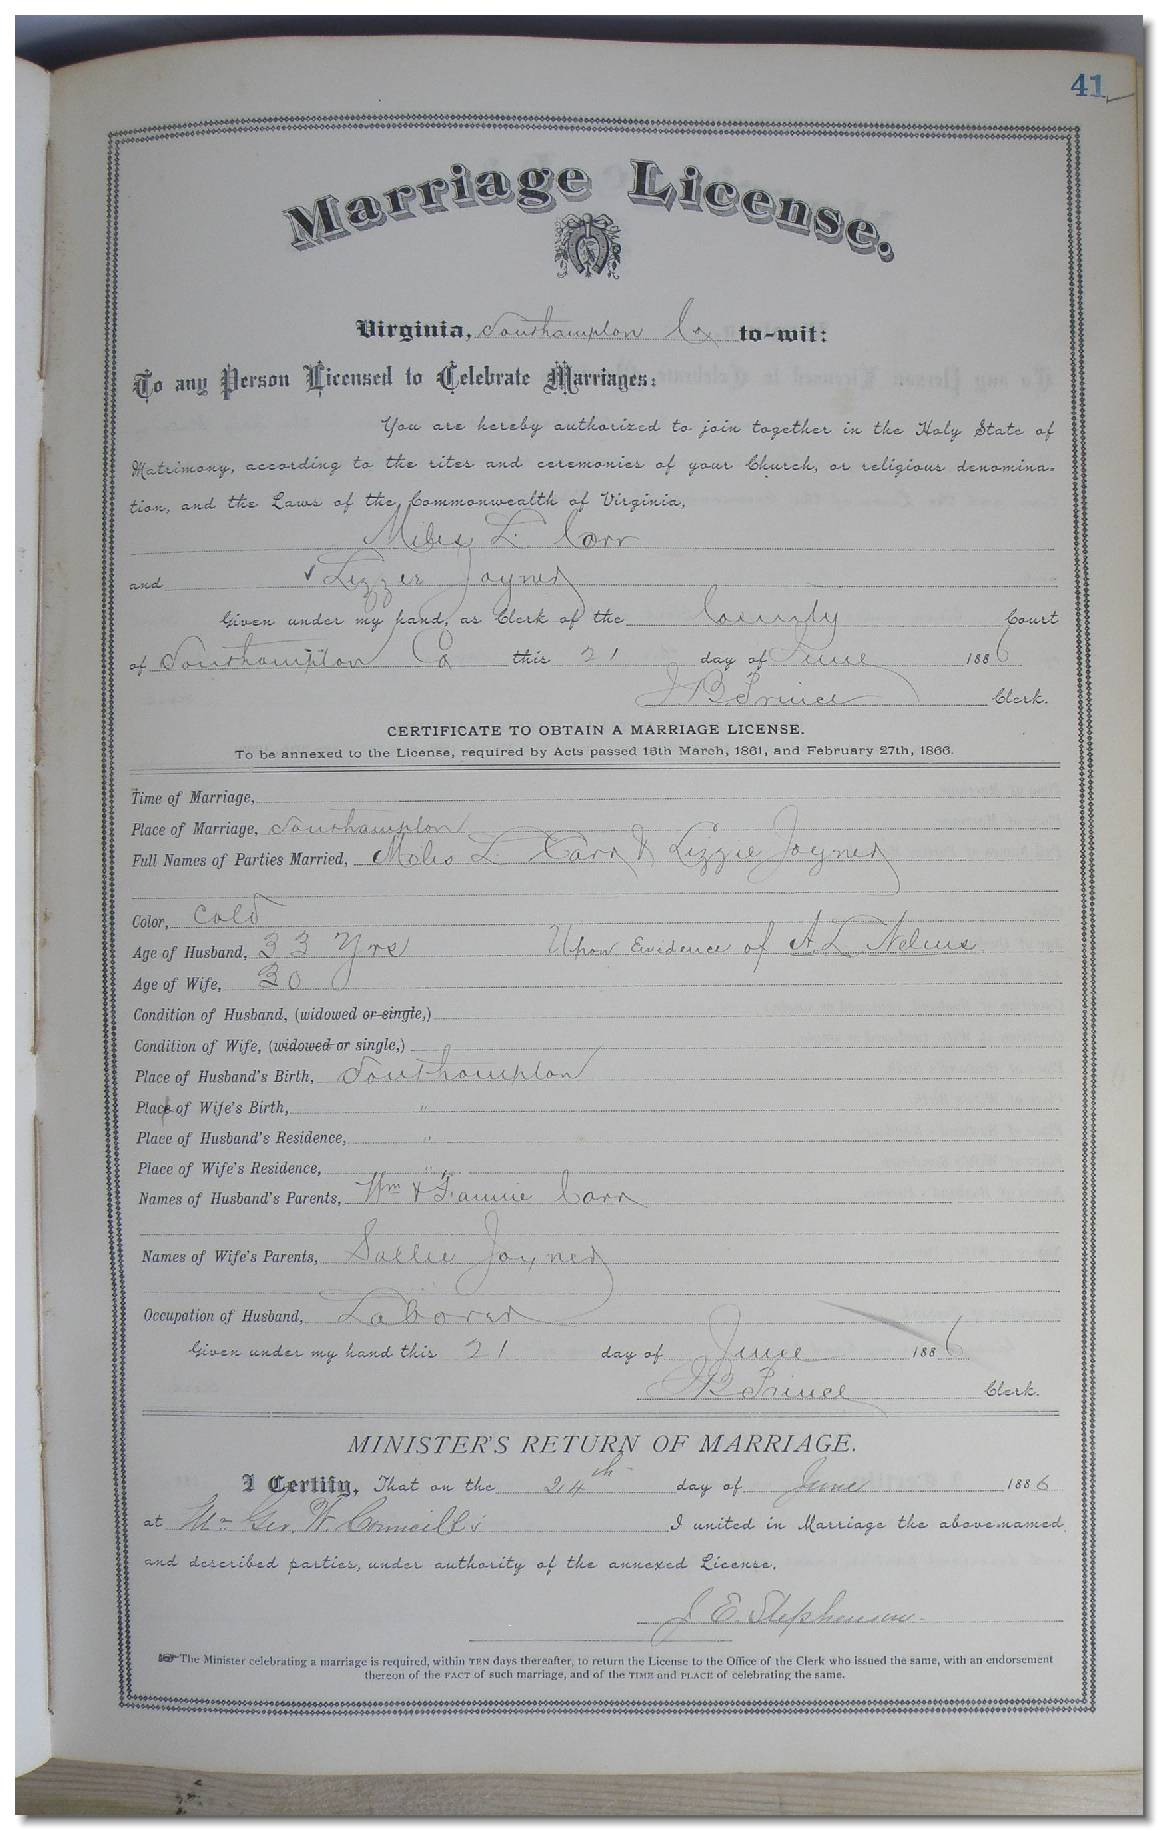 41
Marriage License.
Virginia, Southampton Co to-wit:
To any Person Licensed to Celebrate Marriages:
You are hereby authorized to join together in the Holy State of
Matrimony, according to the rites and ceremonies of your Church, or religious denomina-
tion, and the Laws of the Commonwealth of Virginia,
Miles L. Carr
and Lizzie Joyner
Given under my hand, as Clerk of the County Court
of Southampton Co this 21 day of June 1886
J B Prince Clerk.
CERTIFICATE TO OBTAIN A MARRIAGE LICENSE.
To be annexed to the License, required by Acts passed 16th March, 1861, and February 27th, 1866.
Time of Marriage,
Place of Marriage, Southampton
Full Names of Parties Married, Miles L Carr & Lizzie Joyner
Color, Cold
Age of Husband, 33 Yrs Upon Evidence of A L
Age of Wife, 30
Condition of Husband, (widowed or single,)
Condition of Wife, (widowed or single,)
Place of Husband's Birth, Southampton
Place of Wife's Birth, "
Place of Husband's Residence, "
Place of Wife's Residence, "
Names of Husband's Parents, Wm & Fannie Carr
Names of Wife's Parents, Sallie Joyner
Occupation of Husband, Laborer
Given under my hand this 21 day of June 1886
J B Prince Clerk.
MINISTER'S RETURN OF MARRIAGE.
I Certify, That on the 24th day of June 1886
at Mr Geo. W. Councill's I united in Marriage the above-named
and described parties, under authority of the annexed License.
J. E. Stephenson.
The Minister celebrating a marriage is required, within TEN days thereafter, to return the License to the Office of the Clerk who issued the same, with an endorsement
thereon of the FACT of such marriage, and of the TIME and PLACE of celebrating the same.